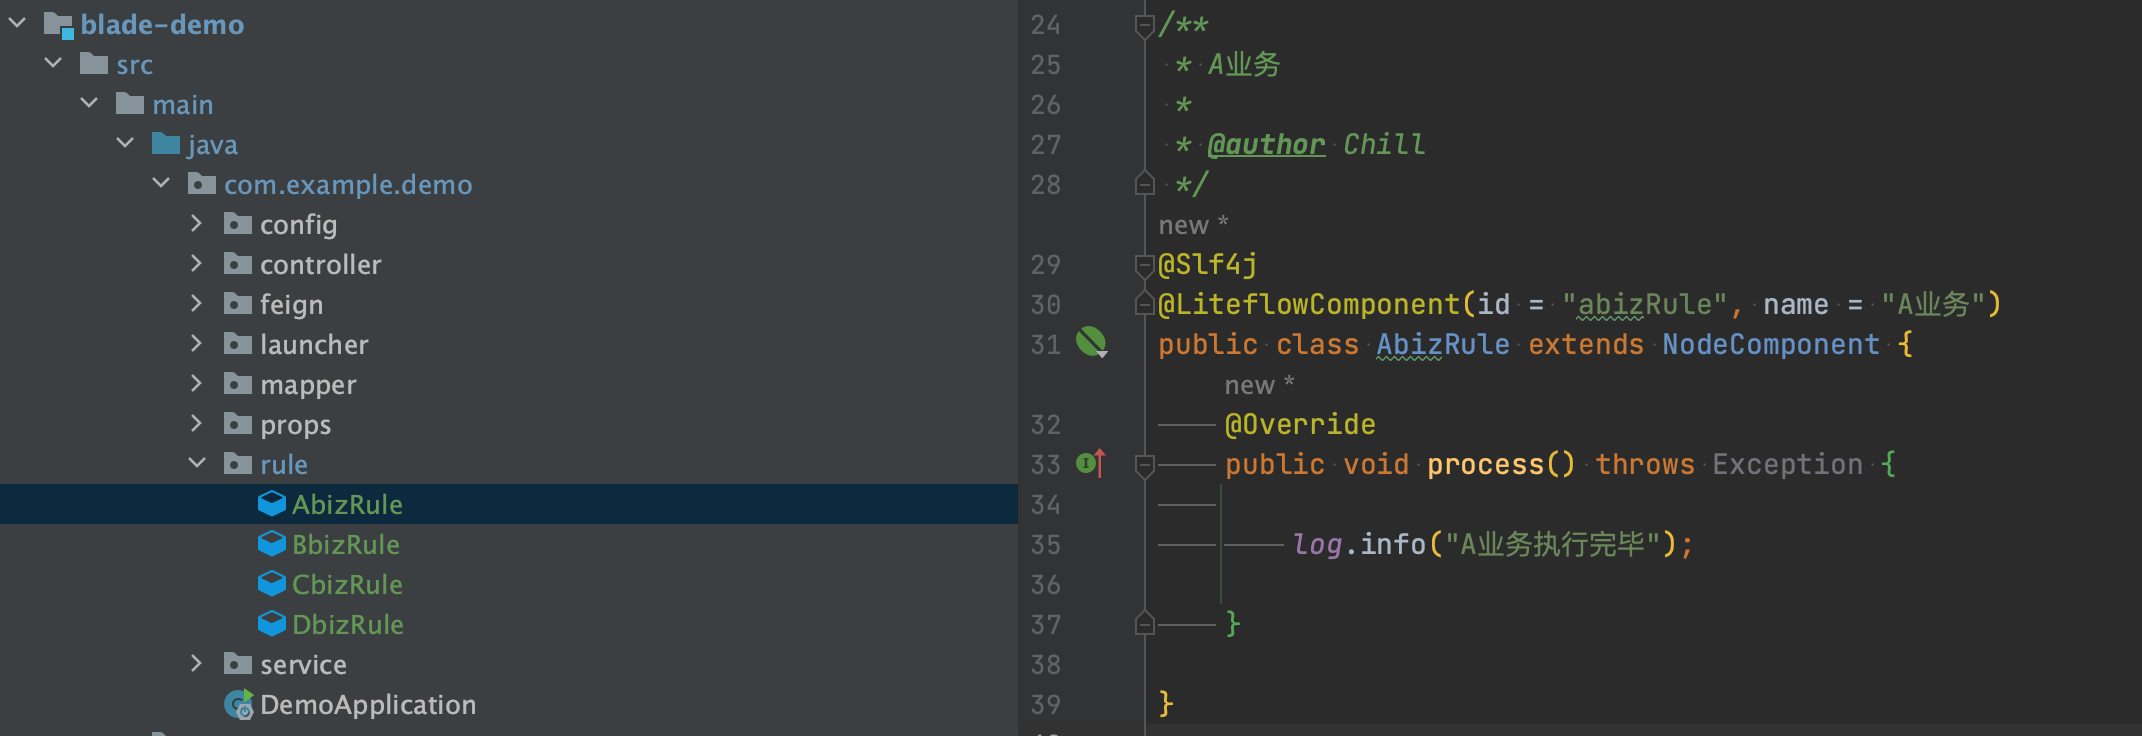 blade-demo
src
main
java
com.example.demo
config
controller
feign
launcher
mapper
props
rule
AbizRule
BbizRule
CbizRule
DbizRule
service
DemoApplication
24 /**
25 * A业务
26 *
27 * @author Chill
28 */
new *
29 @Slf4j
30 @LiteflowComponent(id = "abizRule", name = "A业务")
31 public class AbizRule extends NodeComponent {
new *
32 @Override
33 public void process() throws Exception {
34
35 log.info("A业务执行完毕");
36
37 }
38
39 }